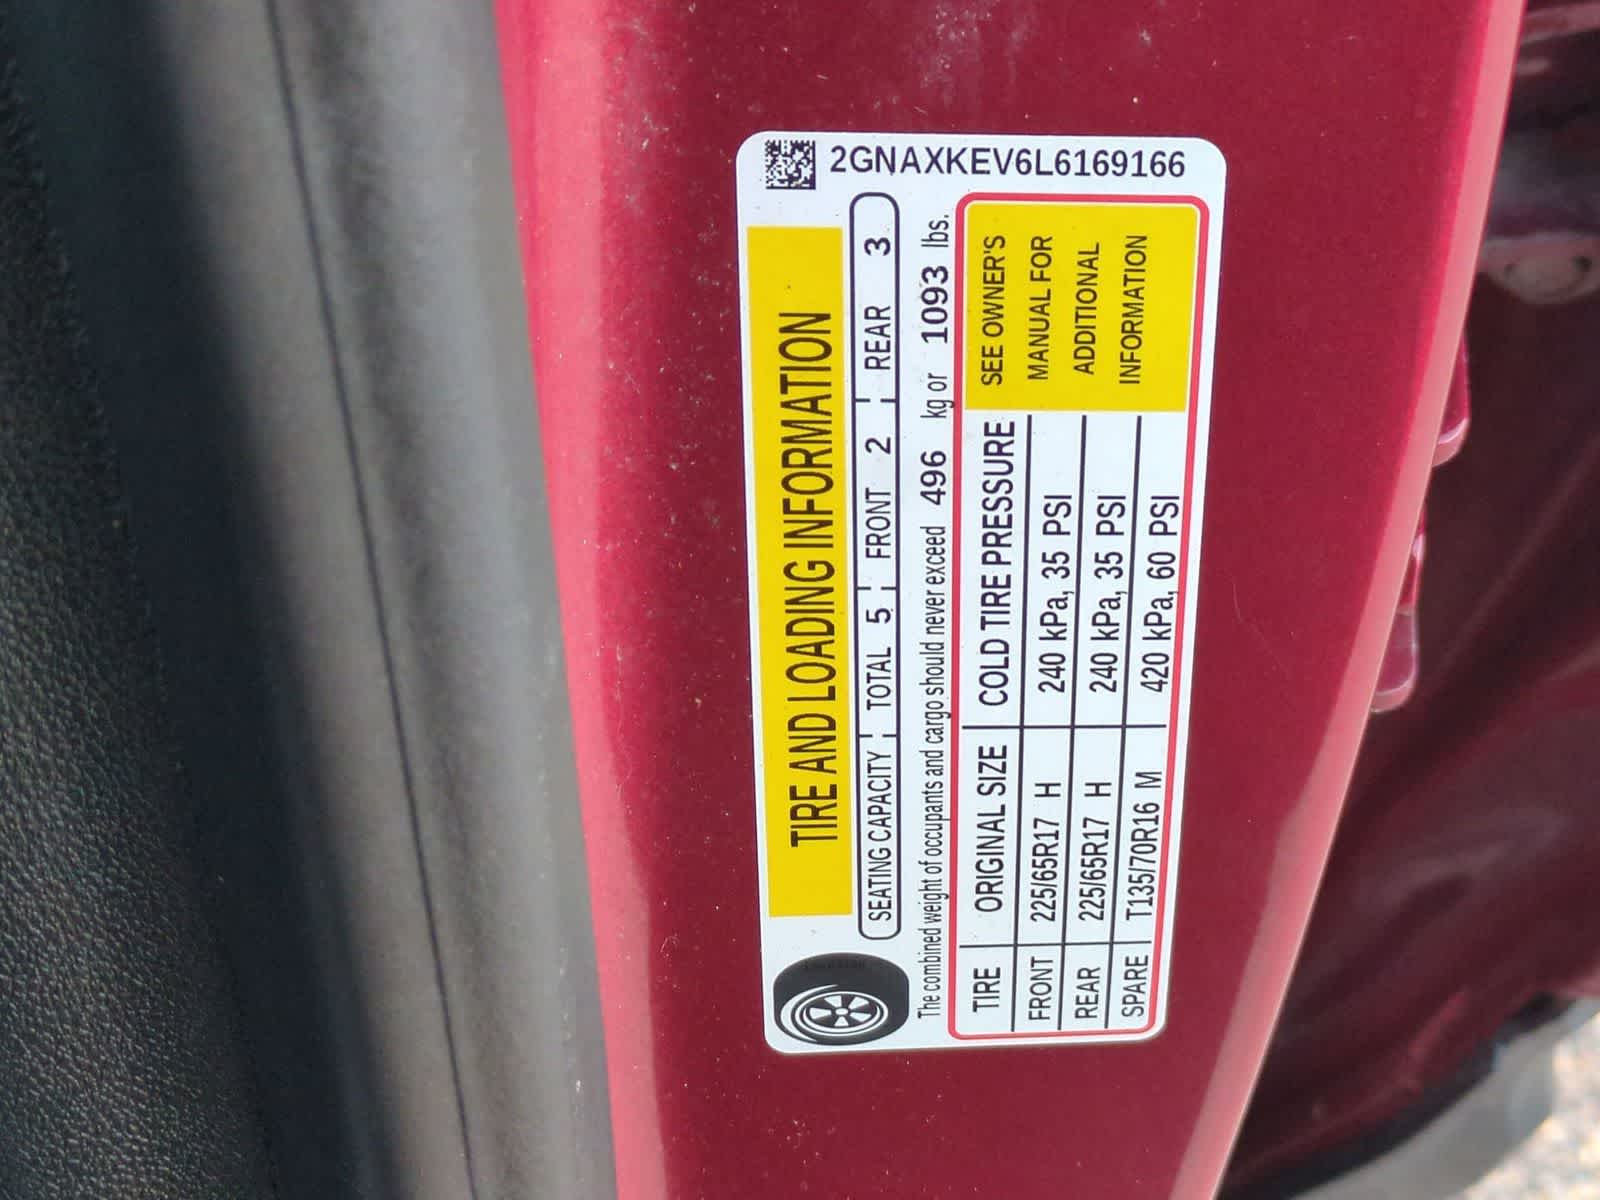 2GNAXKEV6L6169166
TIRE AND LOADING INFORMATION
SEATING CAPACITY TOTAL 5 FRONT 2 REAR 3
The combined weight of occupants and cargo should never exceed 496 kg or 1093 lbs.
TIRE ORIGINAL SIZE COLD TIRE PRESSURE
FRONT 225/65R17 H 240 kPa, 35 PSI
REAR 225/65R17 H 240 kPa, 35 PSI
SPARE T135/70R16 M 420 kPa, 60 PSI
SEE OWNER'S
MANUAL FOR
ADDITIONAL
INFORMATION